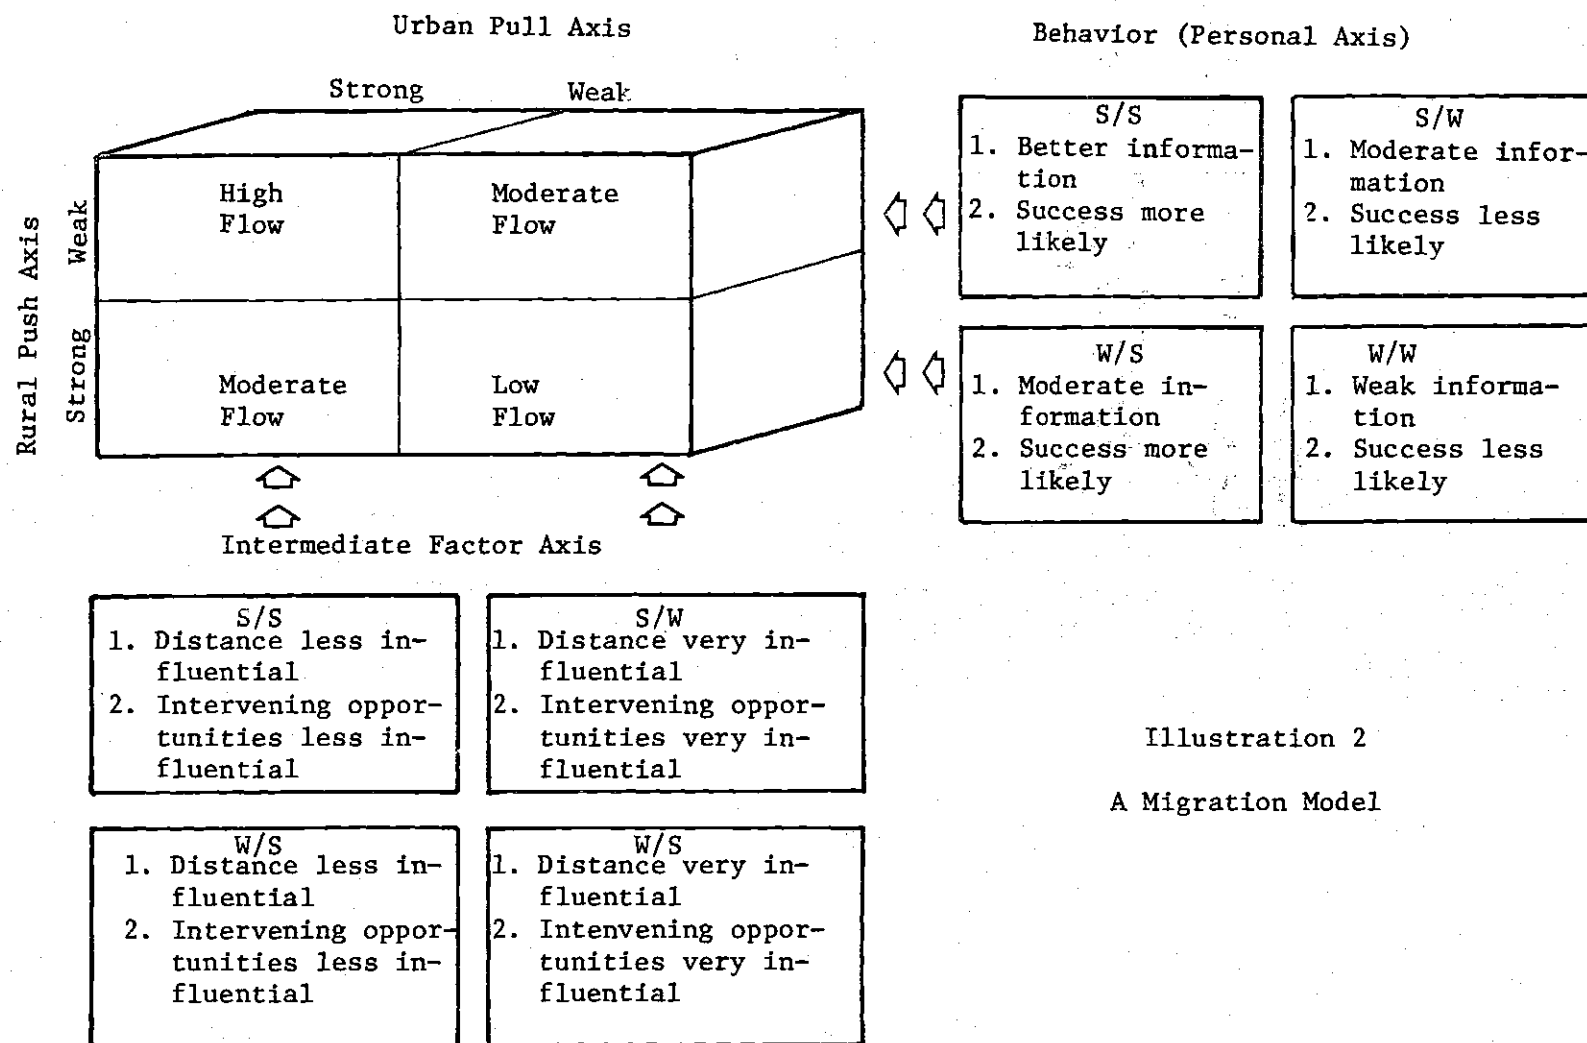 Urban Pull Axis
Strong Weak
Rural Push Axis
Weak
Strong
High
Flow
Moderate
Flow
Moderate
Flow
Low
Flow
Behavior (Personal Axis)
S/S
1. Better informa-
tion
2. Success more
likely
S/W
1. Moderate infor-
mation
2. Success less
likely
W/S
1. Moderate in-
formation
2. Success more
likely
W/W
1. Weak informa-
tion
2. Success less
likely
Intermediate Factor Axis
S/S
1. Distance less in-
fluential
2. Intervening oppor-
tunities less in-
fluential
S/W
1. Distance very in-
fluential
2. Intervening oppor-
tunities very in-
fluential
W/S
1. Distance less in-
fluential
2. Intervening oppor-
tunities less in-
fluential
W/S
1. Distance very in-
fluential
2. Intenvening oppor-
tunities very in-
fluential
Illustration 2
A Migration Model